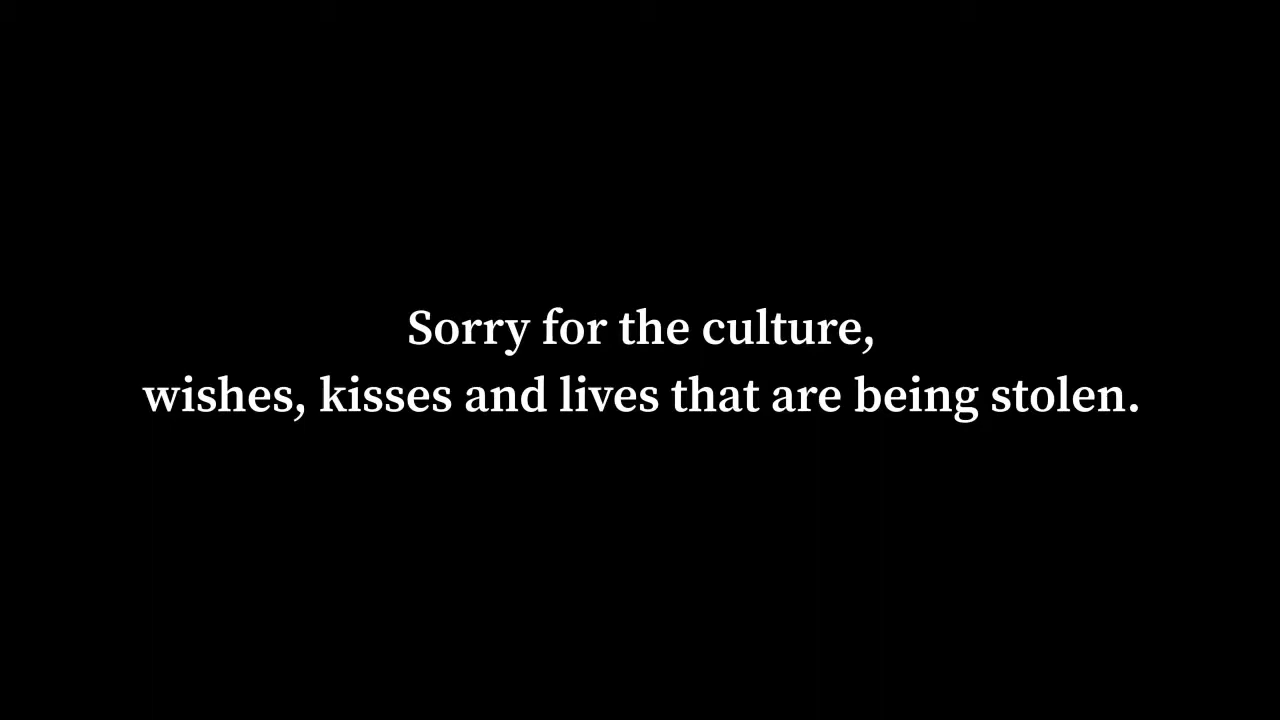 Sorry for the culture,
wishes, kisses and lives that are being stolen.